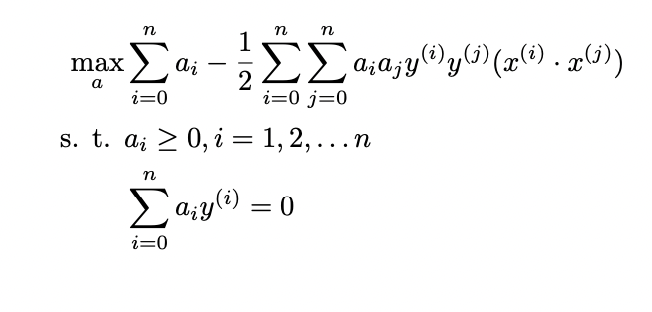 max_a ∑_{i=0}^{n} a_i − 1/2 ∑_{i=0}^{n} ∑_{j=0}^{n} a_i a_j y^{(i)} y^{(j)} (x^{(i)} · x^{(j)})
s. t. a_i ≥ 0, i = 1, 2, . . . n
∑_{i=0}^{n} a_i y^{(i)} = 0